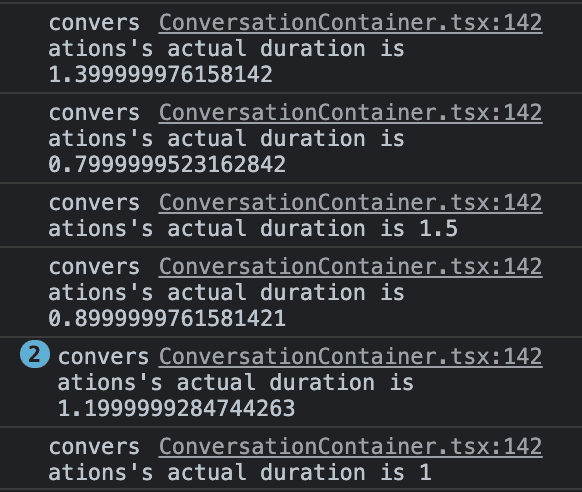 convers ConversationContainer.tsx:142
ations's actual duration is
1.399999976158142
convers ConversationContainer.tsx:142
ations's actual duration is
0.7999999523162842
convers ConversationContainer.tsx:142
ations's actual duration is 1.5
convers ConversationContainer.tsx:142
ations's actual duration is
0.8999999761581421
2 convers ConversationContainer.tsx:142
ations's actual duration is
1.1999999284744263
convers ConversationContainer.tsx:142
ations's actual duration is 1